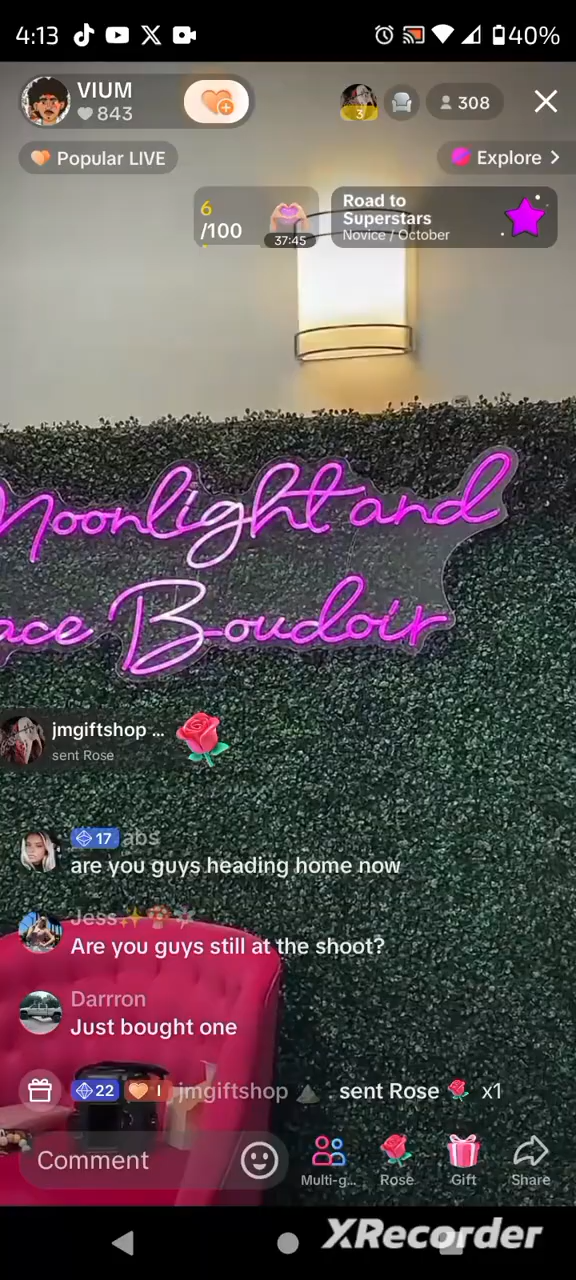 4:13
40%
VIUM
843
3
308
Popular LIVE
Explore
6
/100
37:45
Road to
Superstars
Novice / October
Moonlight and
ace Boudoir
jmgiftshop ...
sent Rose
17 abs
are you guys heading home now
Jess
Are you guys still at the shoot?
Darrron
Just bought one
22 I jmgiftshop sent Rose x1
Comment
Multi-g...
Rose
Gift
Share
XRecorder